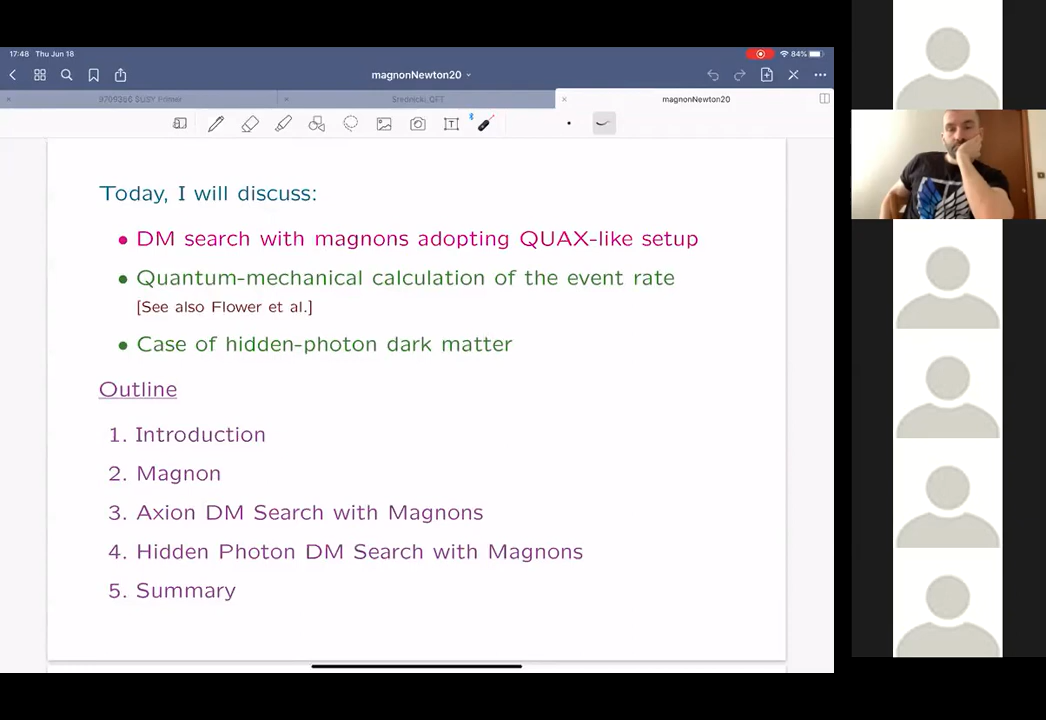 17:48 Thu Jun 18
84%
magnonNewton20
9709356 SUSY Primer
Srednicki, QFT
magnonNewton20
Today, I will discuss:
• DM search with magnons adopting QUAX-like setup
• Quantum-mechanical calculation of the event rate
[See also Flower et al.]
• Case of hidden-photon dark matter
Outline
1. Introduction
2. Magnon
3. Axion DM Search with Magnons
4. Hidden Photon DM Search with Magnons
5. Summary